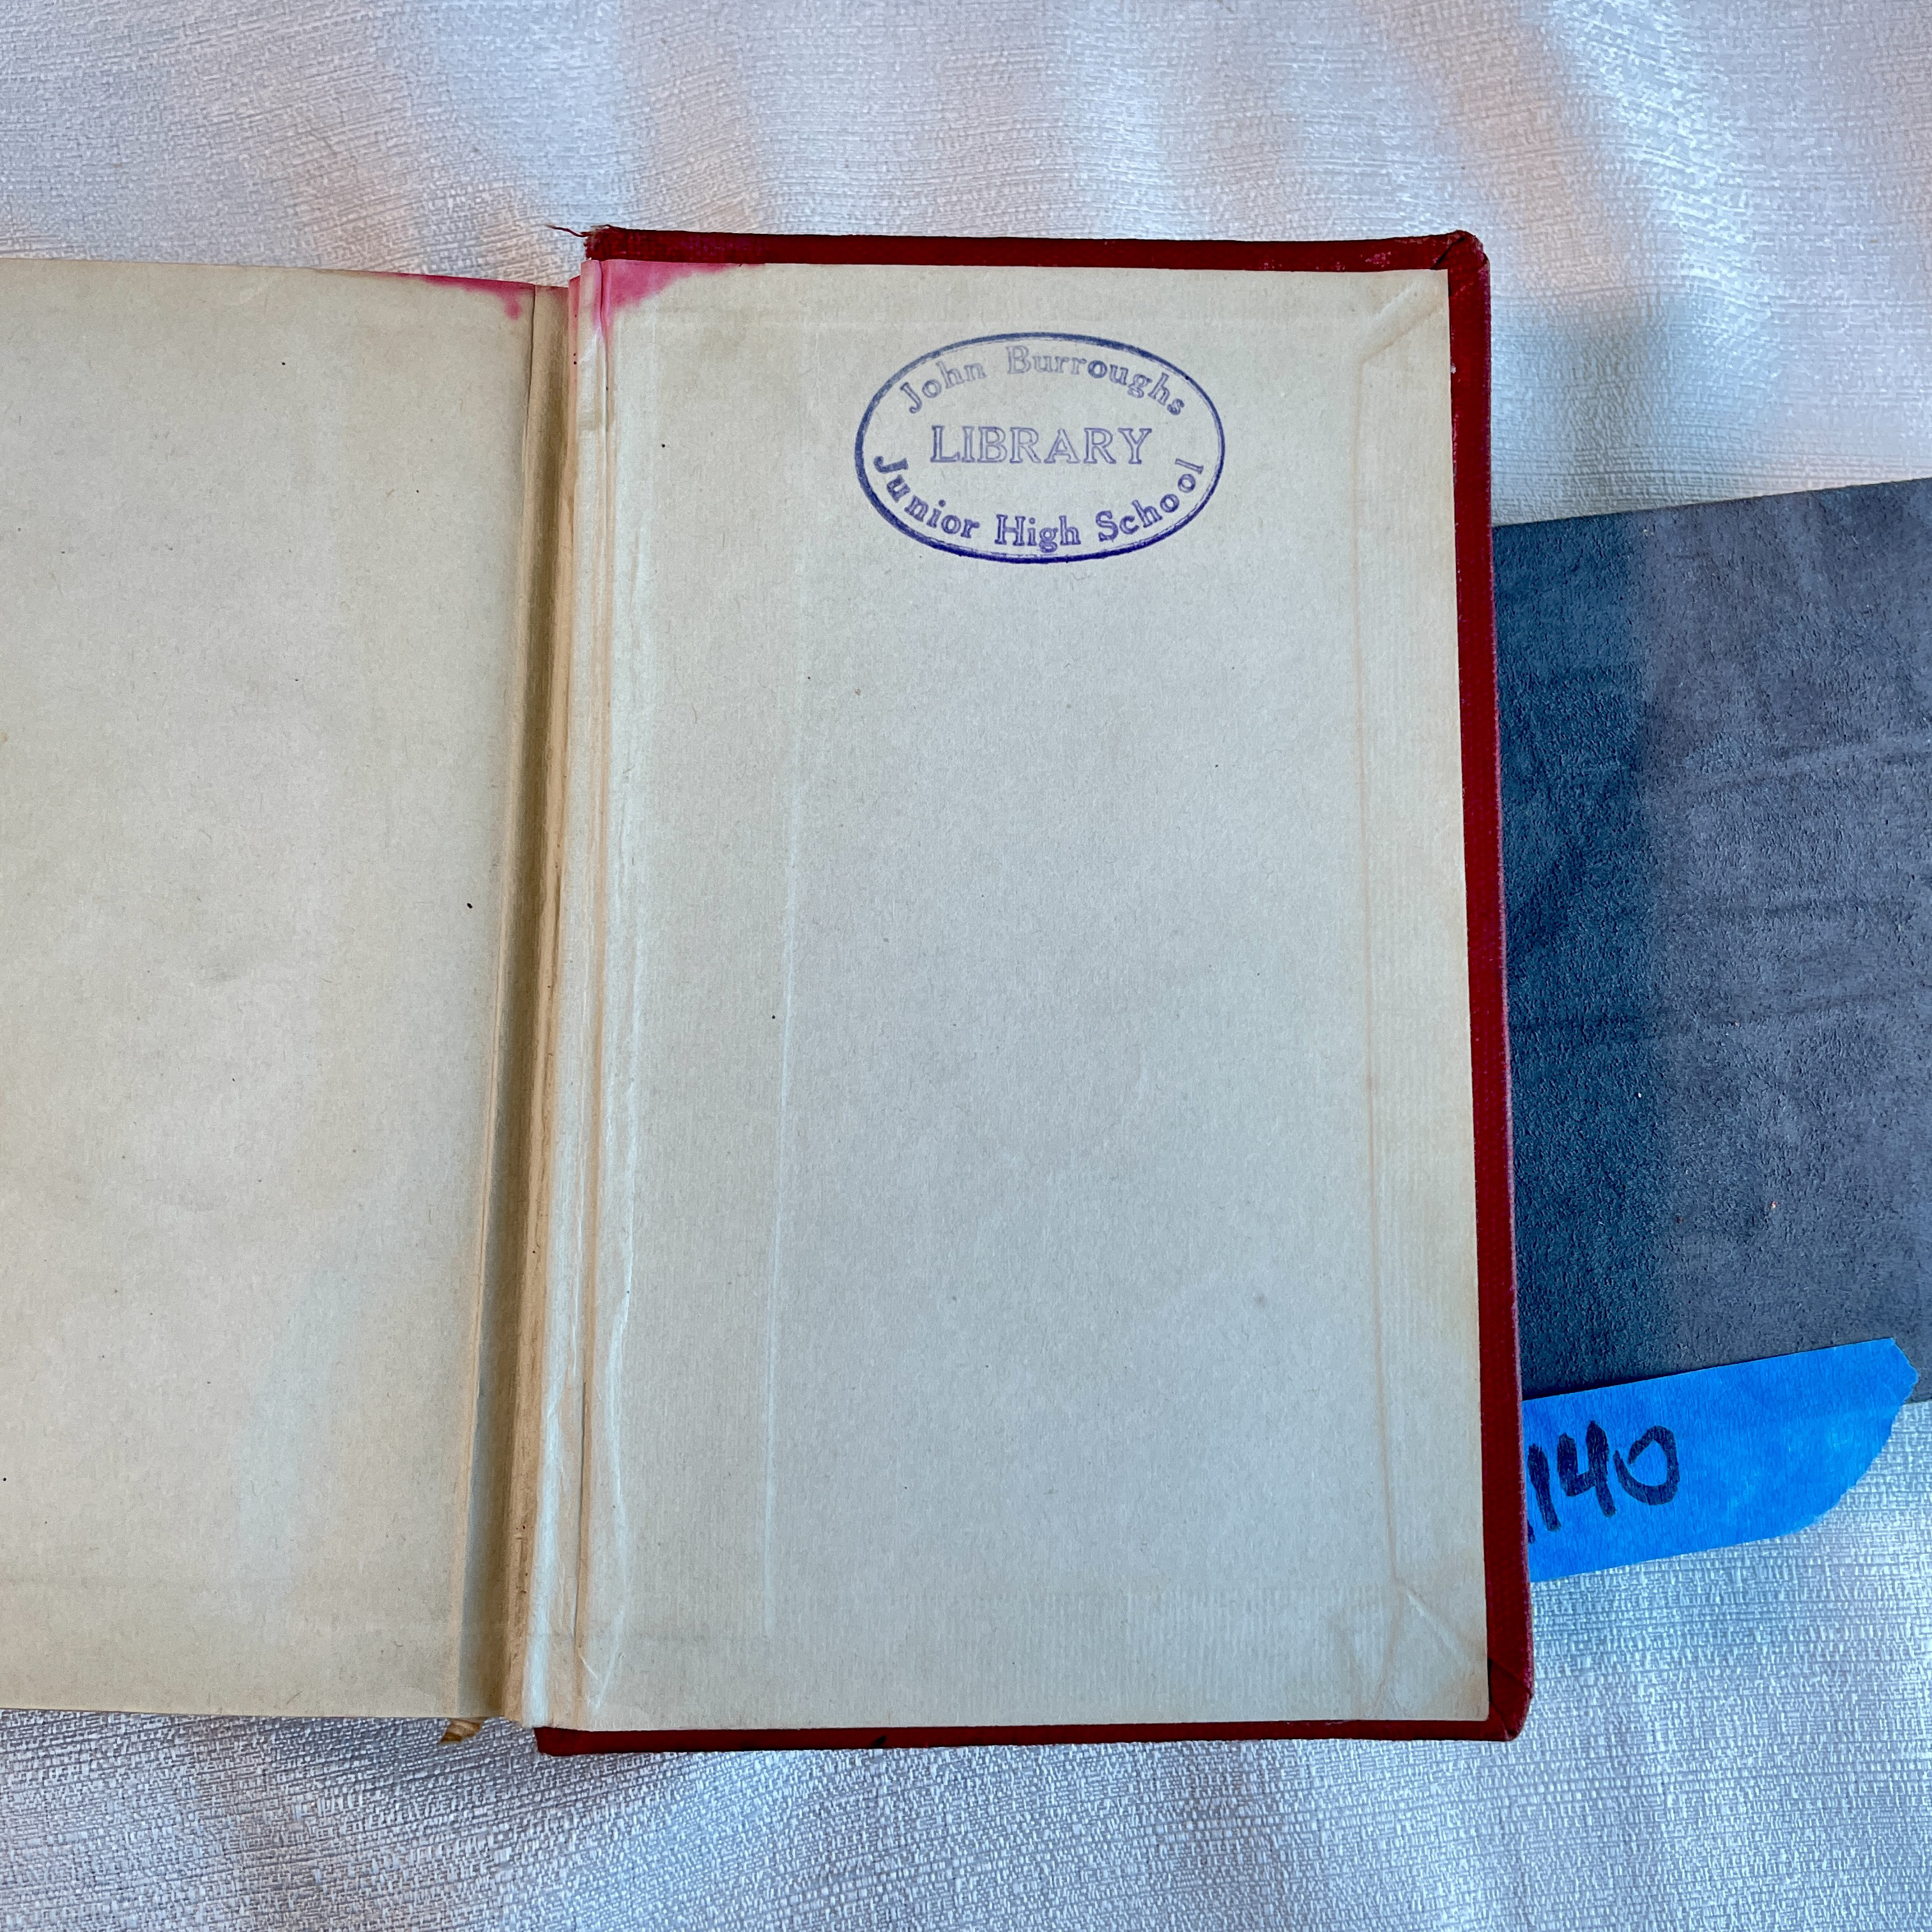 John Burroughs
LIBRARY
Junior High School
140